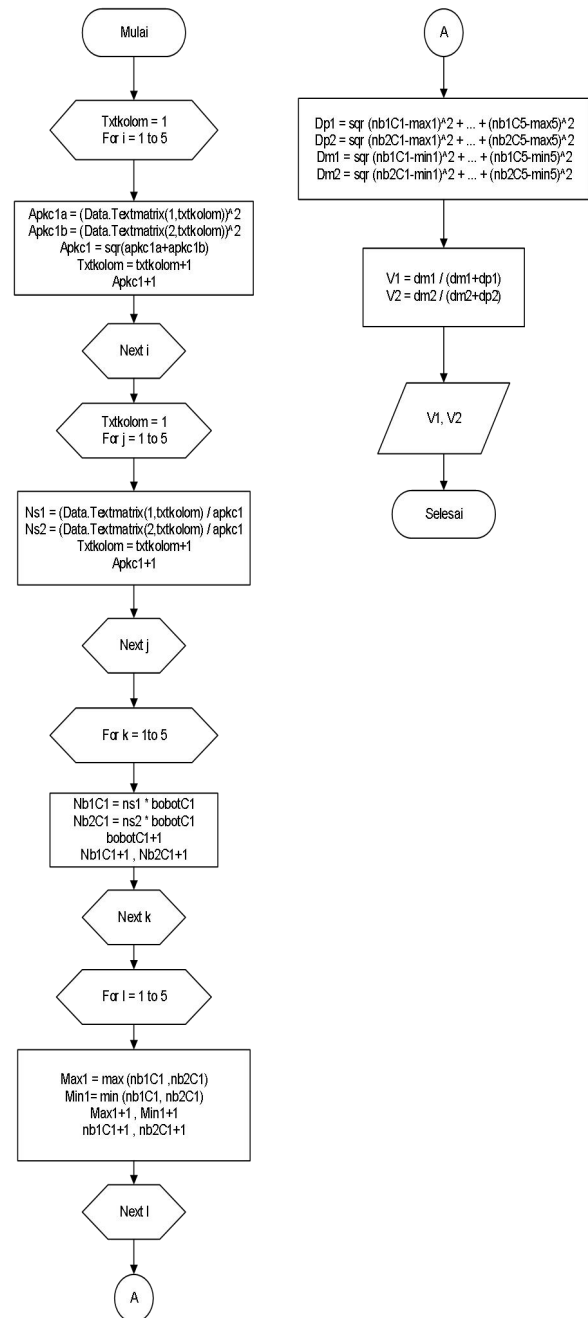 Mulai
Txtkolom = 1
For i = 1 to 5
Apkc1a = (Data.Textmatrix(1,txtkolom))^2
Apkc1b = (Data.Textmatrix(2,txtkolom))^2
Apkc1 = sqr(apkc1a+apkc1b)
Txtkolom = txtkolom+1
Apkc1+1
Next i
Txtkolom = 1
For j = 1 to 5
Ns1 = (Data.Textmatrix(1,txtkolom) / apkc1
Ns2 = (Data.Textmatrix(2,txtkolom) / apkc1
Txtkolom = txtkolom+1
Apkc1+1
Next j
For k = 1to 5
Nb1C1 = ns1 * bobotC1
Nb2C1 = ns2 * bobotC1
bobotC1+1
Nb1C1+1 , Nb2C1+1
Next k
For l = 1 to 5
Max1 = max (nb1C1 ,nb2C1)
Min1= min (nb1C1, nb2C1)
Max1+1 , Min1+1
nb1C1+1 , nb2C1+1
Next l
A
A
Dp1 = sqr (nb1C1-max1)^2 + ... + (nb1C5-max5)^2
Dp2 = sqr (nb2C1-max1)^2 + ... + (nb2C5-max5)^2
Dm1 = sqr (nb1C1-min1)^2 + ... + (nb1C5-min5)^2
Dm2 = sqr (nb2C1-min1)^2 + ... + (nb2C5-min5)^2
V1 = dm1 / (dm1+dp1)
V2 = dm2 / (dm2+dp2)
V1, V2
Selesai